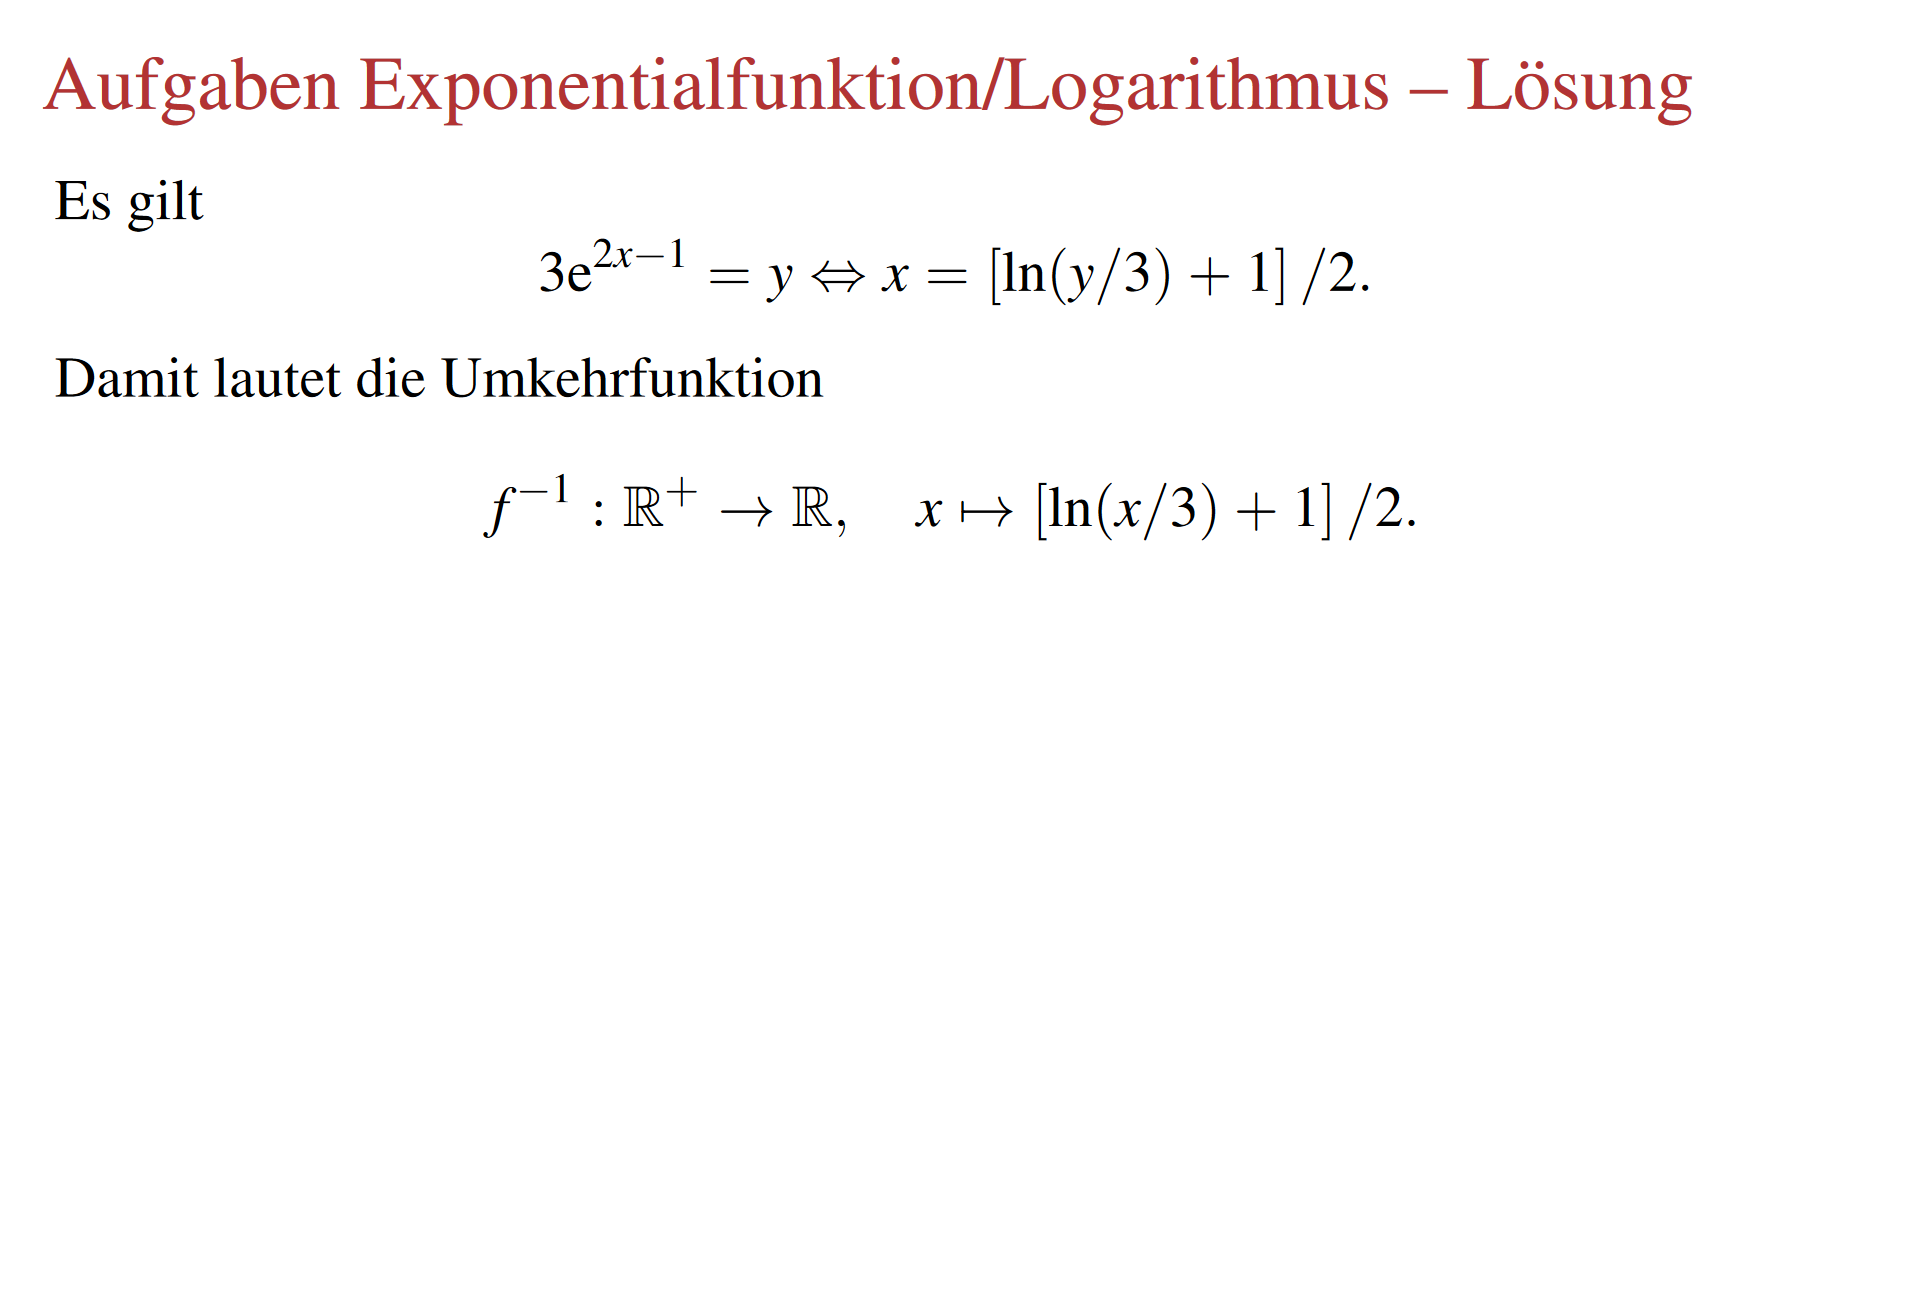 Aufgaben Exponentialfunktion/Logarithmus – Lösung
Es gilt
3e^{2x−1} = y ⇔ x = [ln(y/3) + 1] /2.
Damit lautet die Umkehrfunktion
f^{−1} : ℝ^+ → ℝ, x ↦ [ln(x/3) + 1] /2.